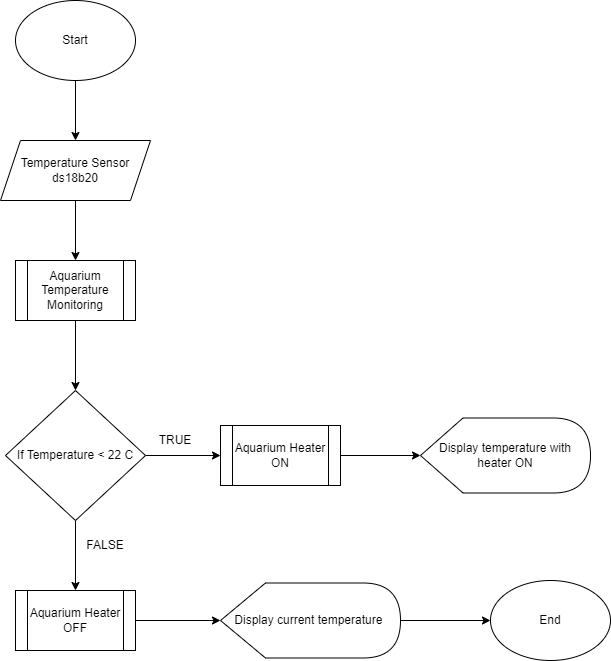 Start
Temperature Sensor
ds18b20
Aquarium
Temperature
Monitoring
If Temperature < 22 C
TRUE
Aquarium Heater
ON
Display temperature with
heater ON
FALSE
Aquarium Heater
OFF
Display current temperature
End